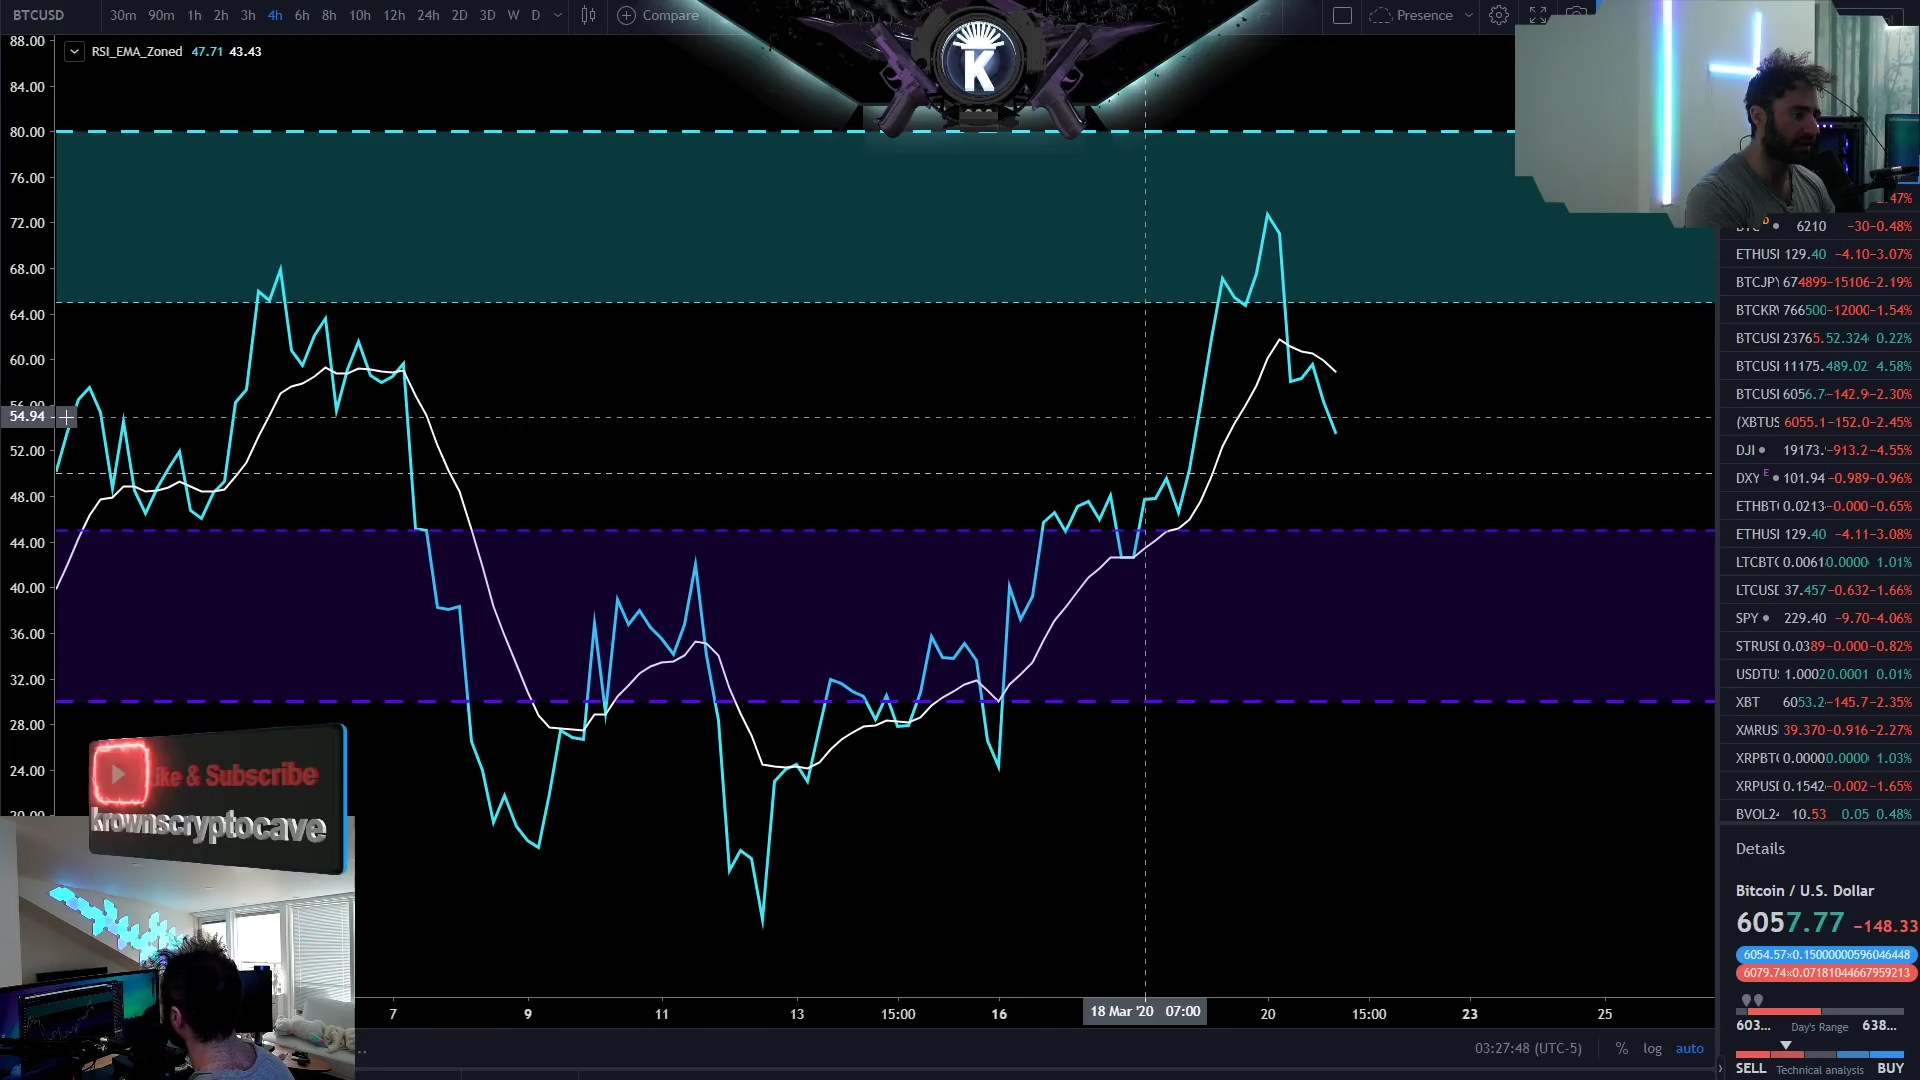 BTCUSD 30m 90m 1h 2h 3h 4h 6h 8h 10h 12h 24h 2D 3D W D Compare Presence
RSI_EMA_Zoned 47.71 43.43
K
88.00
84.00
80.00
76.00
72.00
68.00
64.00
60.00
54.94
52.00
48.00
44.00
40.00
36.00
32.00
28.00
24.00
47%
6210 −30 −0.48%
ETHUSI 129.40 −4.10 −3.07%
BTCJPY 674899 −15106 −2.19%
BTCKR 766500 −12000 −1.54%
BTCUSI 23765. 52.324 0.22%
BTCUSI 11175. 489.02 4.58%
BTCUSI 6056.7 −142.9 −2.30%
(XBTUS 6055.1 −152.0 −2.45%
DJI 19173. −913.2 −4.55%
DXY E 101.94 −0.989 −0.96%
ETHBT 0.0213 −0.000 −0.65%
ETHUSI 129.40 −4.11 −3.08%
LTCBT 0.0061 0.0000 1.01%
LTCUSD 37.457 −0.632 −1.66%
SPY 229.40 −9.70 −4.06%
STRUSI 0.0389 −0.000 −0.82%
USDTU 1.0002 0.0001 0.01%
XBT 6053.2 −145.7 −2.35%
XMRUS 39.370 −0.916 −2.27%
XRPBT 0.0000 0.0000 1.03%
XRPUSI 0.1542 −0.002 −1.65%
BVOL24 10.53 0.05 0.48%
Details
Bitcoin / U.S. Dollar
6057.77 −148.33
6054.57×0.15000000596046448
6079.74×0.07181044667959213
603... Day's Range 638...
SELL Technical analysis BUY
ike & Subscribe
krownscryptocave
7 9 11 13 15:00 16 18 Mar '20 07:00 20 15:00 23 25
03:27:48 (UTC-5) % log auto